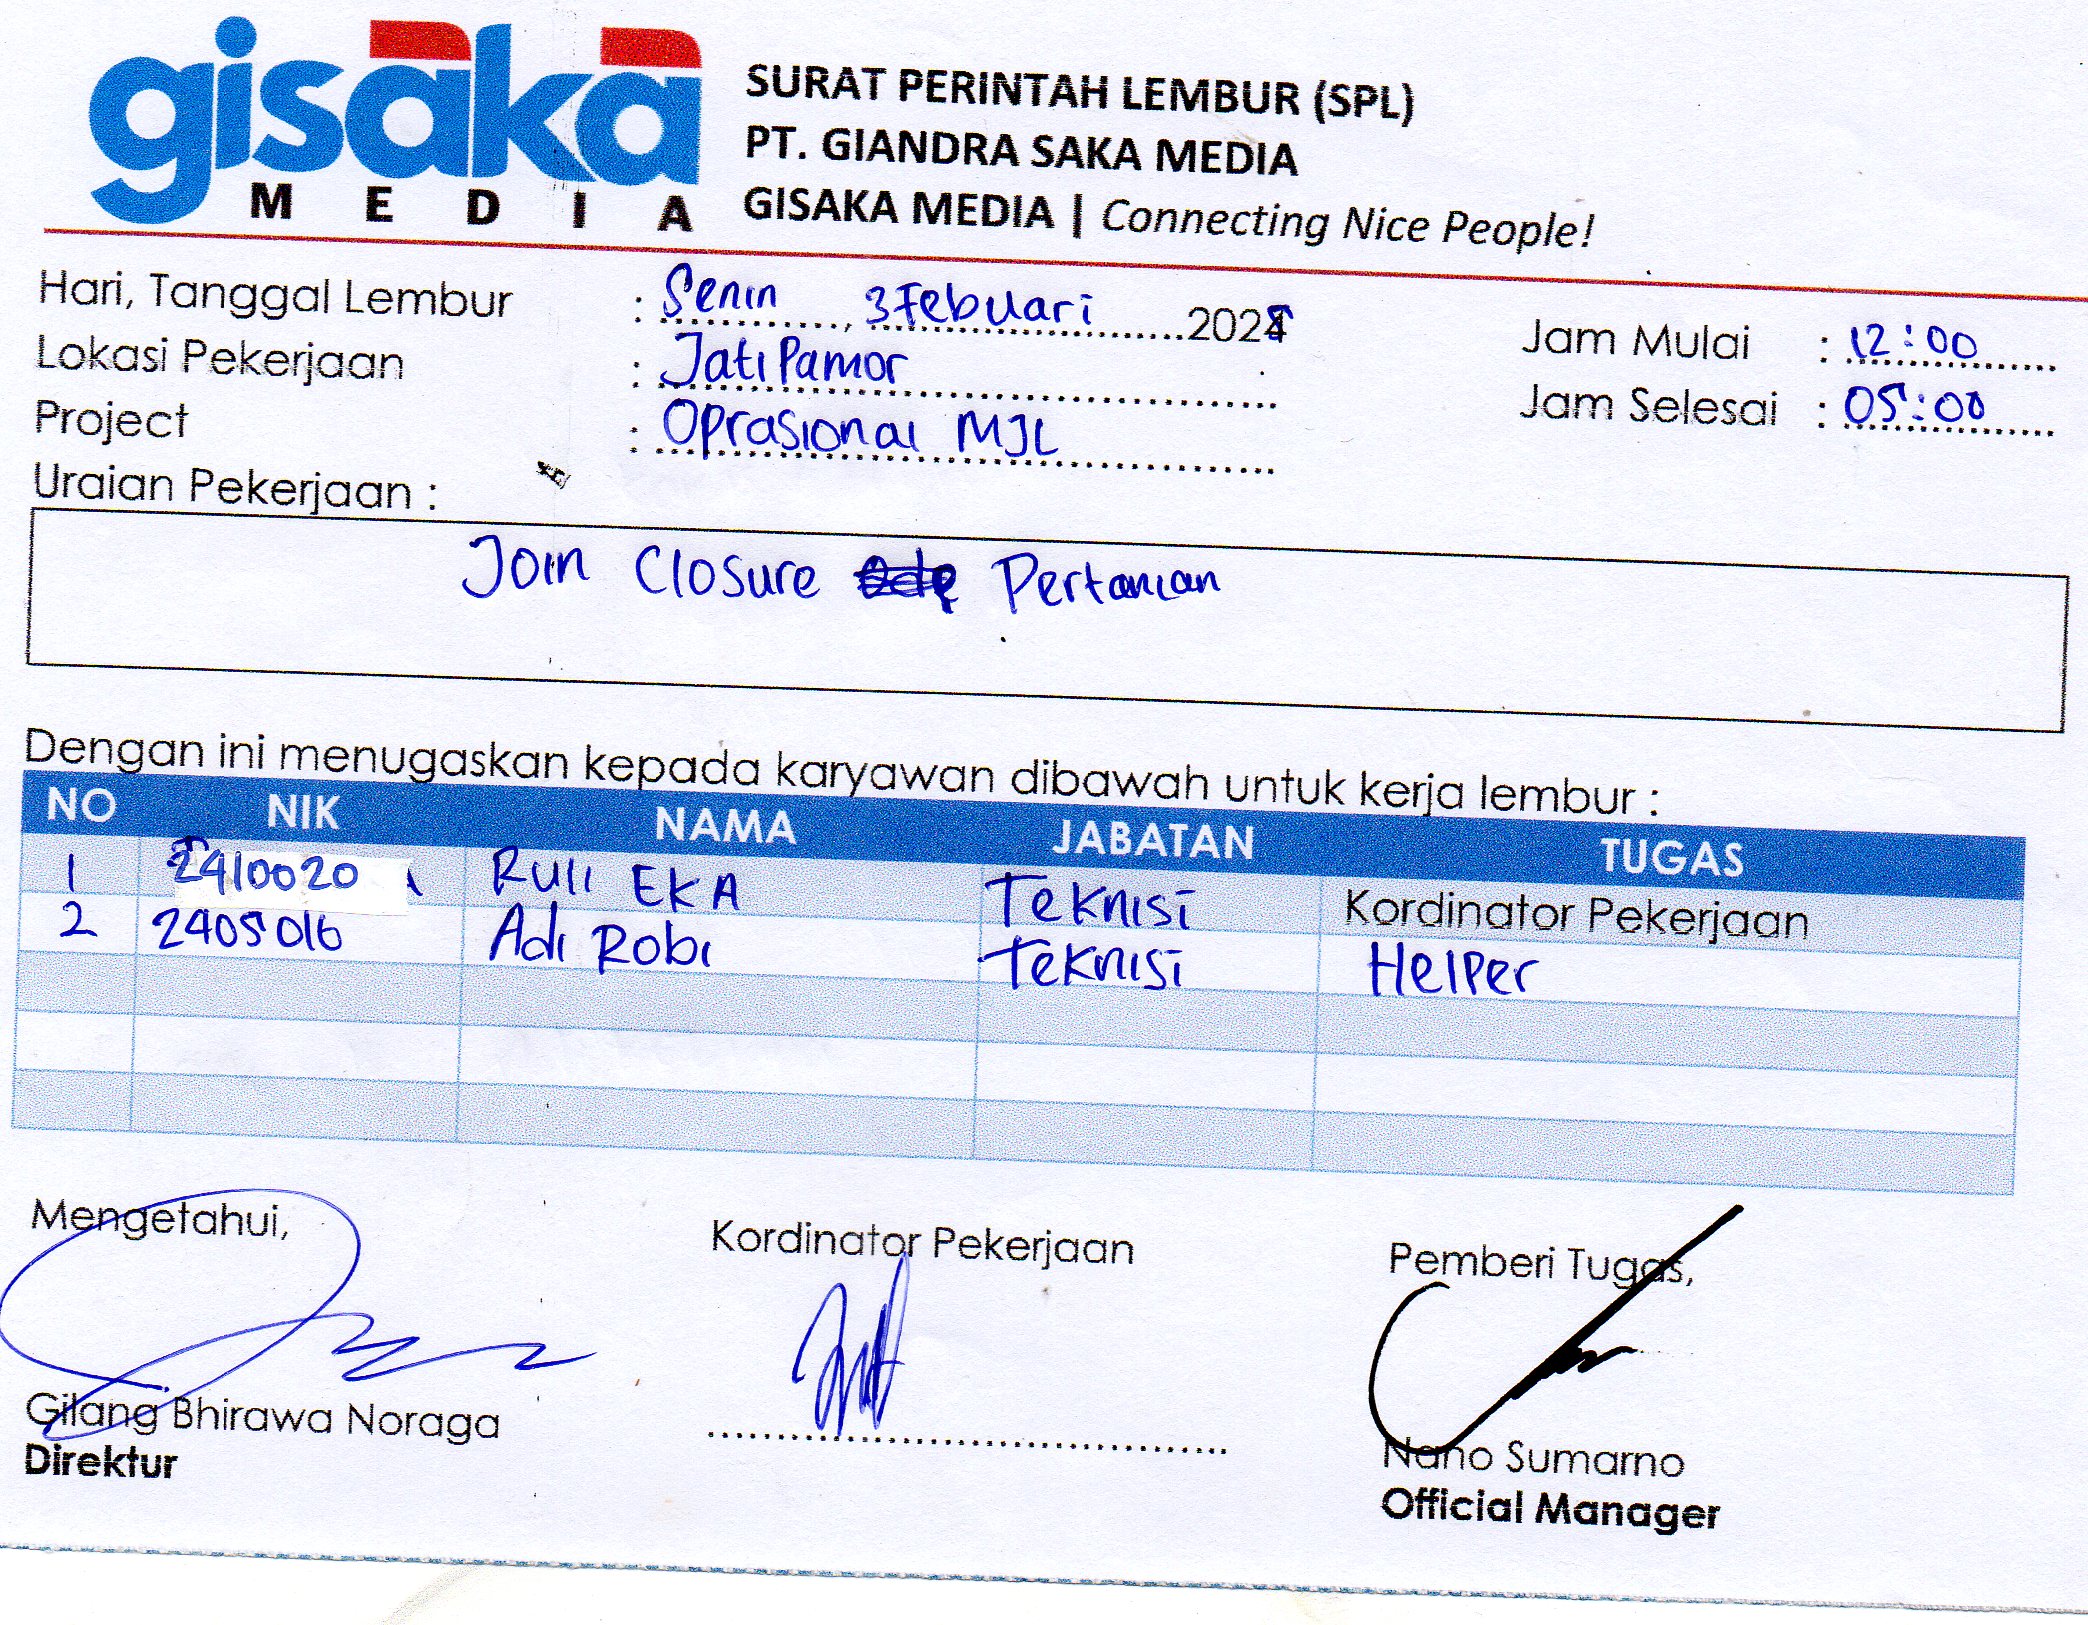 gisaka
MEDIA
SURAT PERINTAH LEMBUR (SPL)
PT. GIANDRA SAKA MEDIA
GISAKA MEDIA | Connecting Nice People!
Hari, Tanggal Lembur : Senin, 3 Febuari 2025 Jam Mulai : 12:00
Lokasi Pekerjaan : Jatipamor Jam Selesai : 05:00
Project : Oprasional MJL
Uraian Pekerjaan :
Join Closure Pertanian
Dengan ini menugaskan kepada karyawan dibawah untuk kerja lembur :
NO NIK NAMA JABATAN TUGAS
1 2410020 Ruli EKA Teknisi Kordinator Pekerjaan
2 2405016 Adi Robi Teknisi Helper
Mengetahui, Kordinator Pekerjaan Pemberi Tugas,
Gilang Bhirawa Noraga Nano Sumarno
Direktur Official Manager